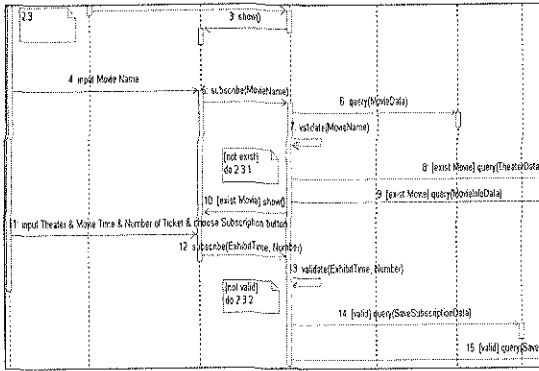 2.3
3. show()
4. input Movie Name
5. subscribe(MovieName)
6. query(MovieData)
7. validate(MovieName)
[not exist]
do 2.3.1
8. [exist Movie] query(TheaterData
9. [exist Movie] query(MovieInfoData)
10. [exist Movie] show()
11. input Theater & Movie Time & Number of Ticket & choose Subscription button
12. subscribe(ExhibitTime, Number)
13. validate(ExhibitTime, Number)
[not valid]
do 2.3.2
14. [valid] query(SaveSubscriptionData)
15. [valid] query(Save